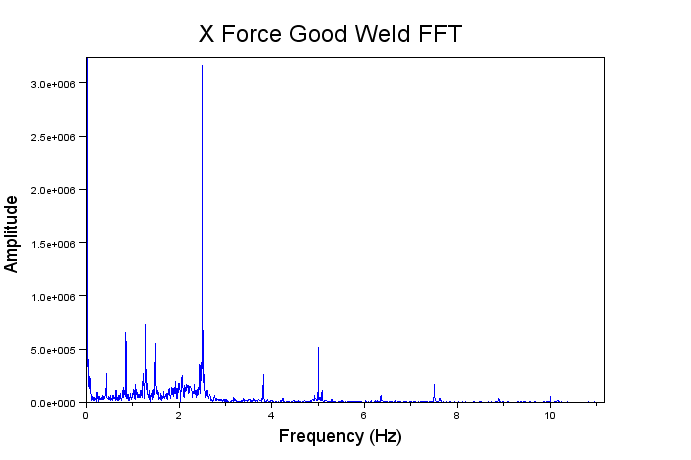 X Force Good Weld FFT
3.0e+006
2.5e+006
2.0e+006
1.5e+006
1.0e+006
5.0e+005
0.0e+000
Amplitude
0 2 4 6 8 10
Frequency (Hz)